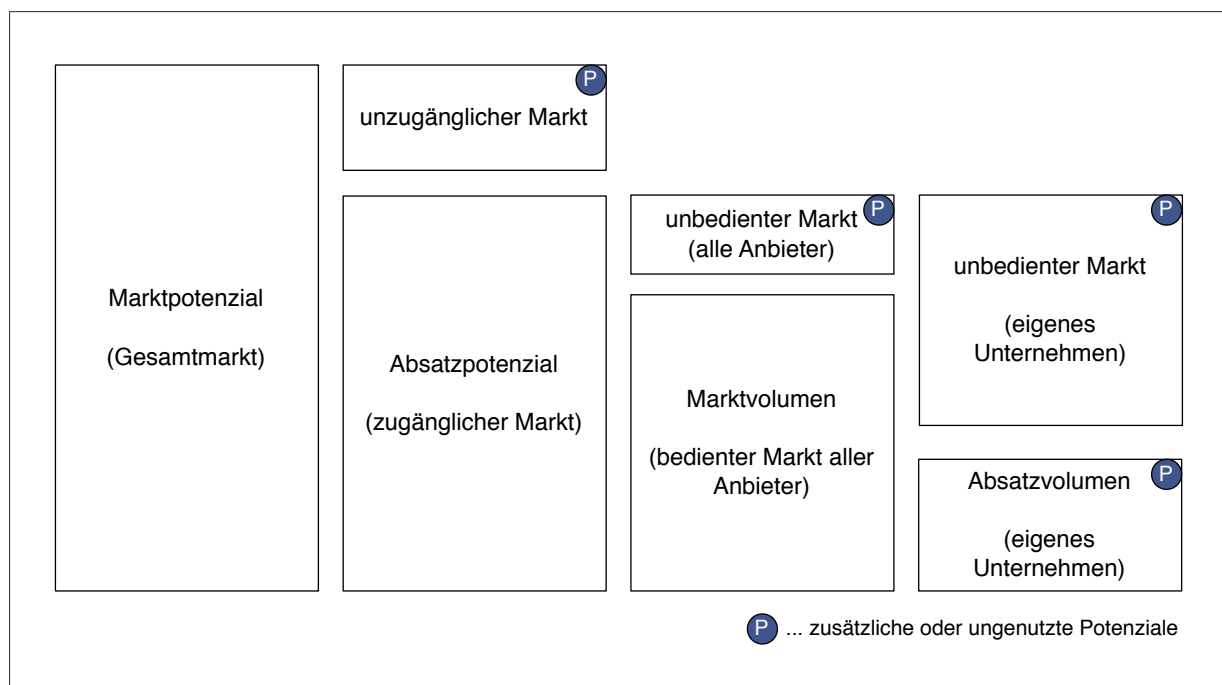 P
unzugänglicher Markt
Marktpotenzial
(Gesamtmarkt)
Absatzpotenzial
(zugänglicher Markt)
P
unbedienter Markt
(alle Anbieter)
Marktvolumen
(bedienter Markt aller
Anbieter)
P
unbedienter Markt
(eigenes
Unternehmen)
P
Absatzvolumen
(eigenes
Unternehmen)
P ... zusätzliche oder ungenutzte Potenziale